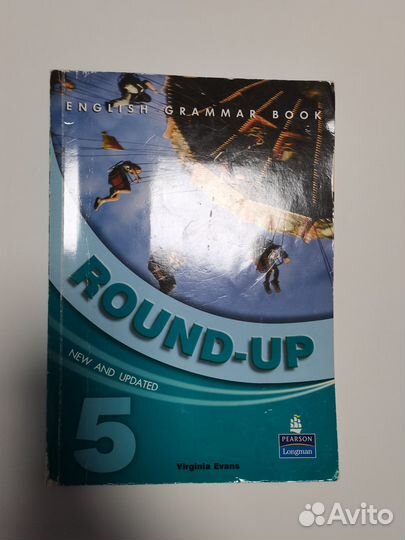 ENGLISH GRAMMAR BOOK
ROUND-UP
NEW AND UPDATED
5
PEARSON
Longman
Virginia Evans
Avito